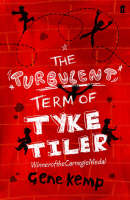 THE
"TURBULENT"
TERM OF
TYKE
TILER
Winner of the Carnegie Medal
Gene Kemp